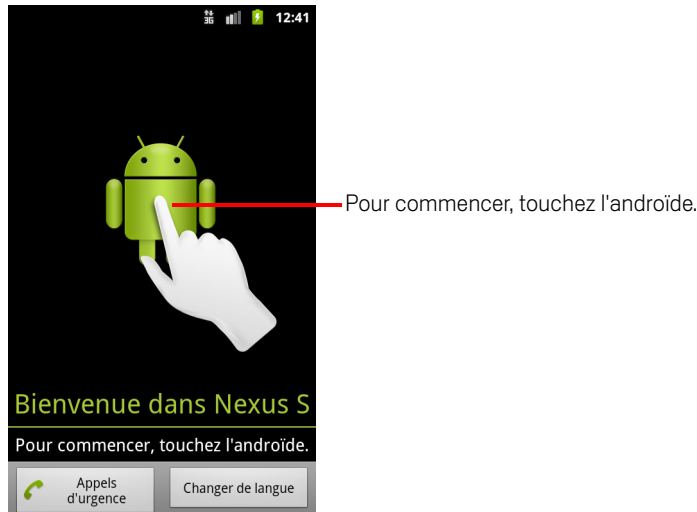 3G 12:41
Pour commencer, touchez l'androïde.
Bienvenue dans Nexus S
Pour commencer, touchez l'androïde.
Appels
d'urgence
Changer de langue